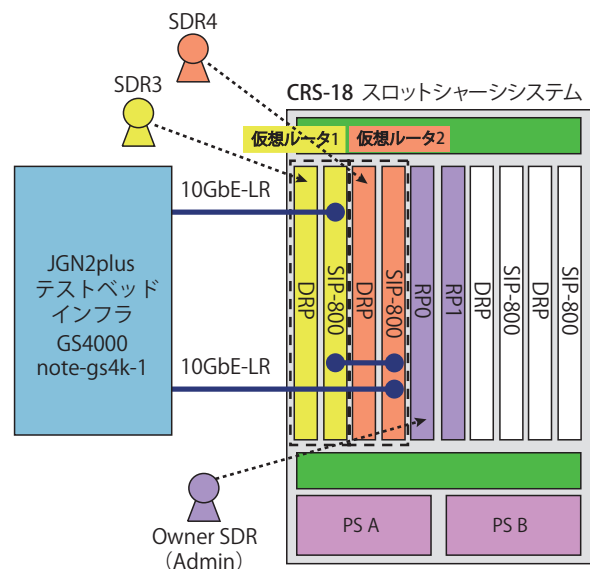 SDR4
SDR3
CRS-18 スロットシャーシシステム
仮想ルータ1
仮想ルータ2
10GbE-LR
JGN2plus
テストベッド
インフラ
GS4000
note-gs4k-1
10GbE-LR
DRP
SIP-800
DRP
SIP-800
RP0
RP1
DRP
SIP-800
DRP
SIP-800
Owner SDR
（Admin）
PS A
PS B